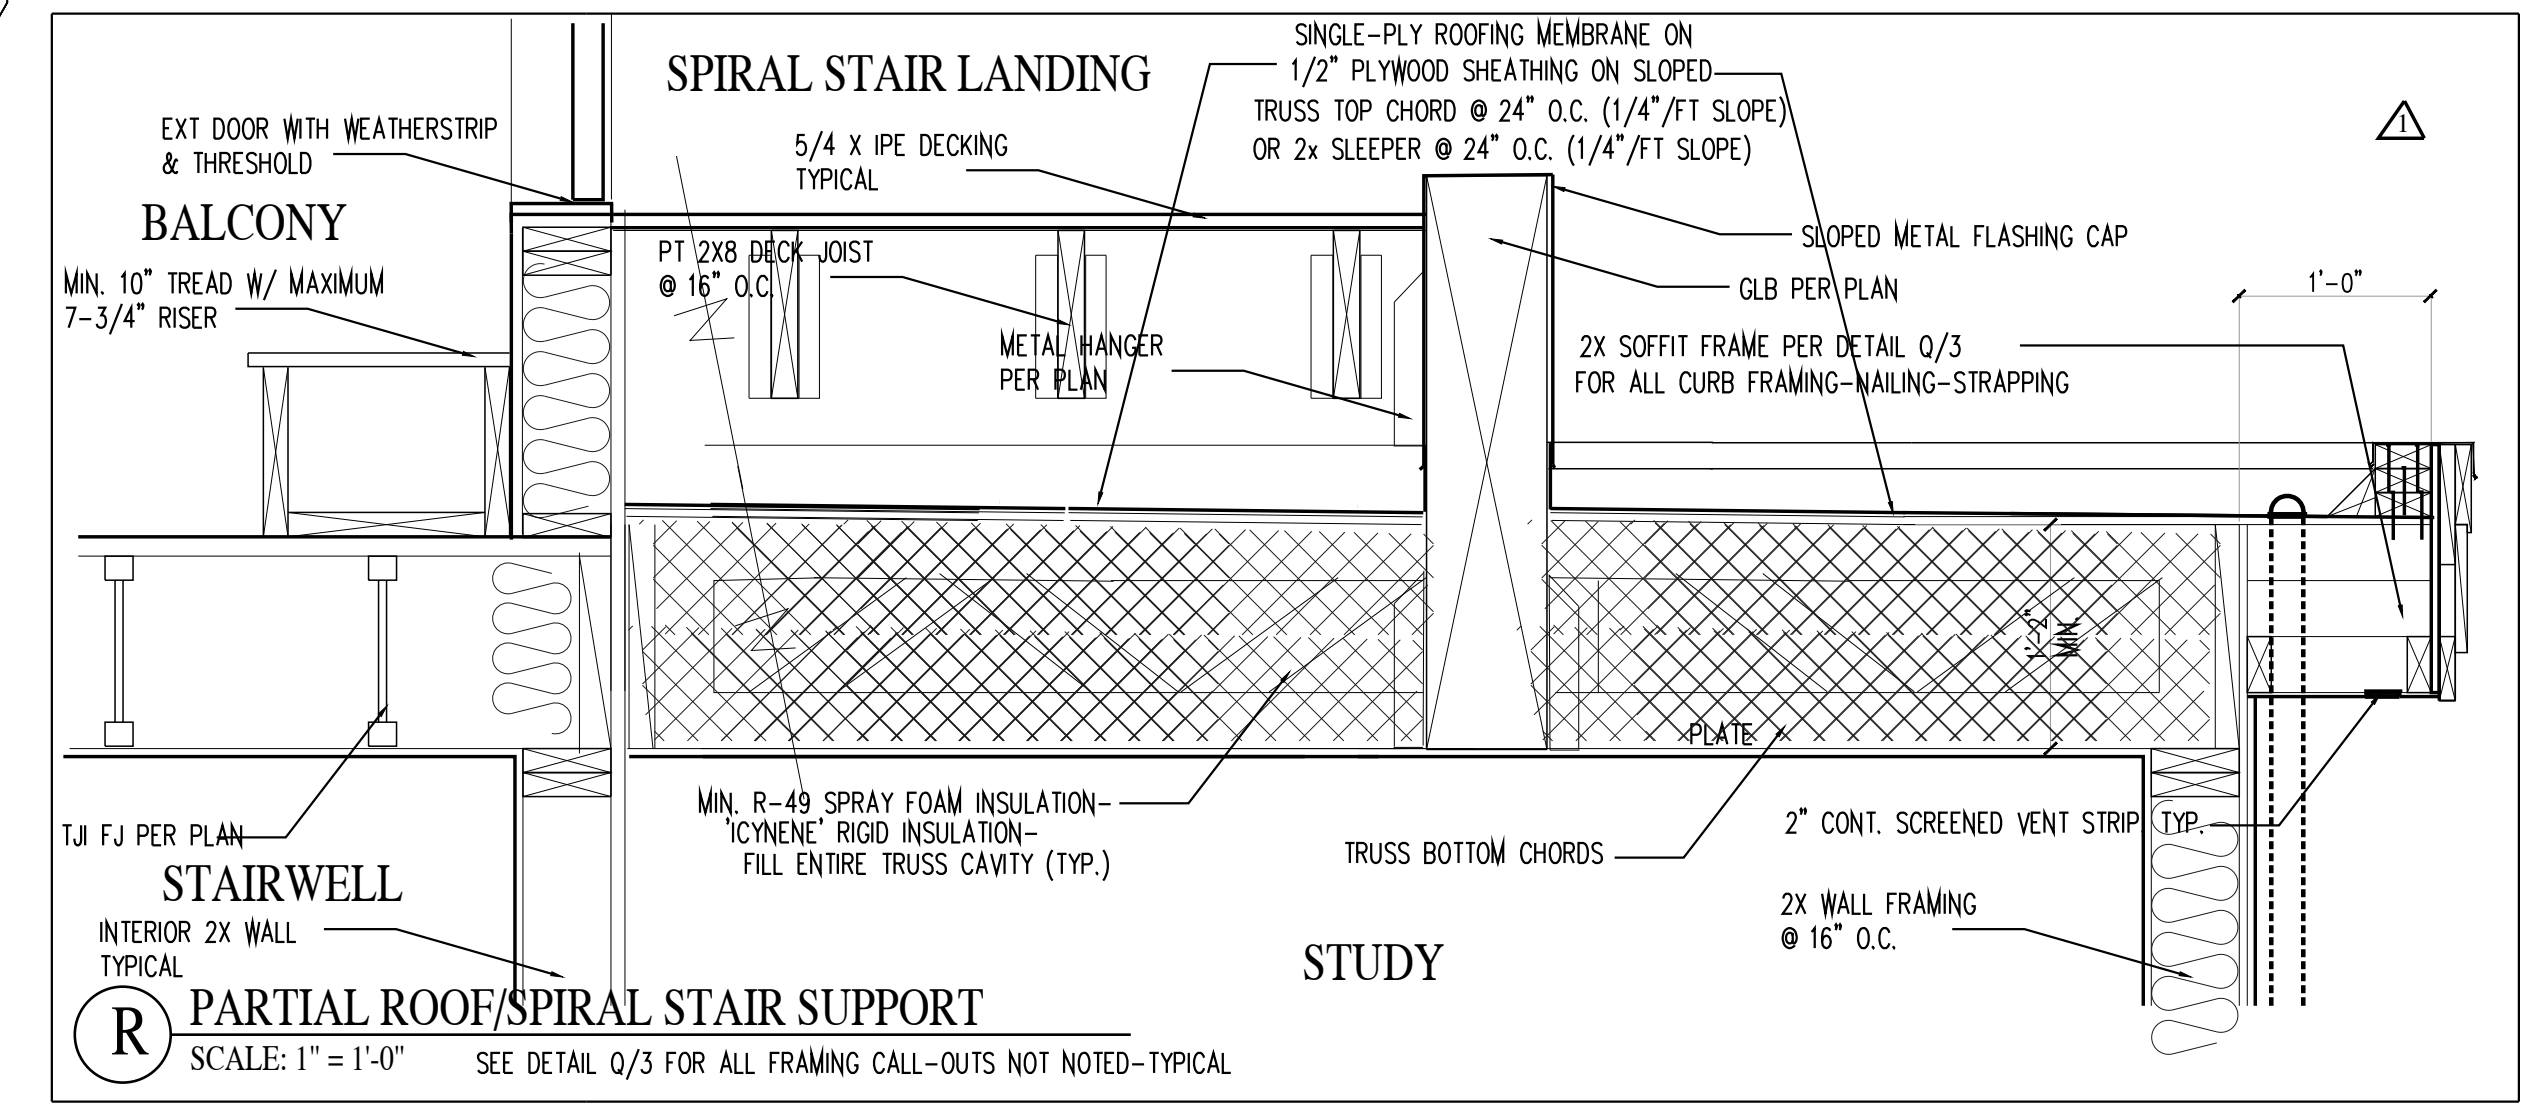 SPIRAL STAIR LANDING
SINGLE-PLY ROOFING MEMBRANE ON
1/2" PLYWOOD SHEATHING ON SLOPED
TRUSS TOP CHORD @ 24" O.C. (1/4"/FT SLOPE)
OR 2x SLEEPER @ 24" O.C. (1/4"/FT SLOPE)
1
EXT DOOR WITH WEATHERSTRIP
& THRESHOLD
5/4 X IPE DECKING
TYPICAL
BALCONY
MIN. 10" TREAD W/ MAXIMUM
7-3/4" RISER
PT 2X8 DECK JOIST
@ 16" O.C.
SLOPED METAL FLASHING CAP
GLB PER PLAN
1'-0"
METAL HANGER
PER PLAN
2X SOFFIT FRAME PER DETAIL Q/3
FOR ALL CURB FRAMING-NAILING-STRAPPING
1'-2"
MIN.
PLATE
MIN. R-49 SPRAY FOAM INSULATION-
'ICYNENE' RIGID INSULATION-
FILL ENTIRE TRUSS CAVITY (TYP.)
TJI FJ PER PLAN
TRUSS BOTTOM CHORDS
2" CONT. SCREENED VENT STRIP, TYP.
STAIRWELL
INTERIOR 2X WALL
TYPICAL
2X WALL FRAMING
@ 16" O.C.
STUDY
R
PARTIAL ROOF/SPIRAL STAIR SUPPORT
SCALE: 1" = 1'-0"
SEE DETAIL Q/3 FOR ALL FRAMING CALL-OUTS NOT NOTED-TYPICAL